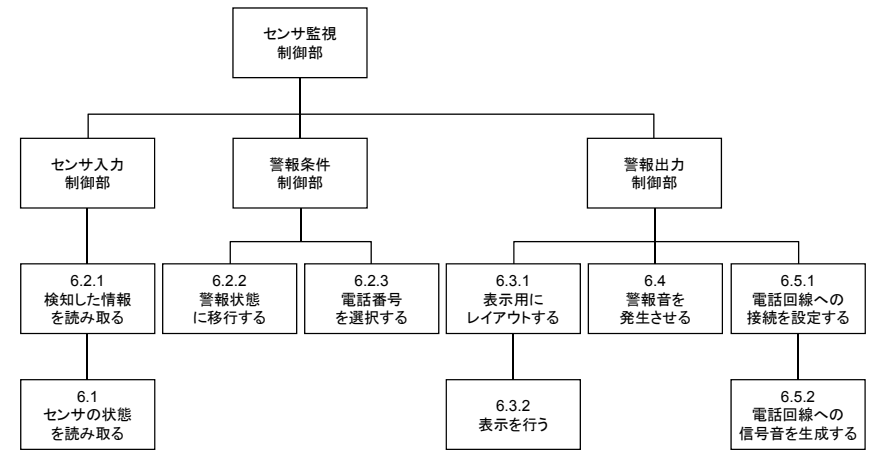 センサ監視
制御部
センサ入力
制御部
警報条件
制御部
警報出力
制御部
6.2.1
検知した情報
を読み取る
6.2.2
警報状態
に移行する
6.2.3
電話番号
を選択する
6.3.1
表示用に
レイアウトする
6.4
警報音を
発生させる
6.5.1
電話回線への
接続を設定する
6.1
センサの状態
を読み取る
6.3.2
表示を行う
6.5.2
電話回線への
信号音を生成する